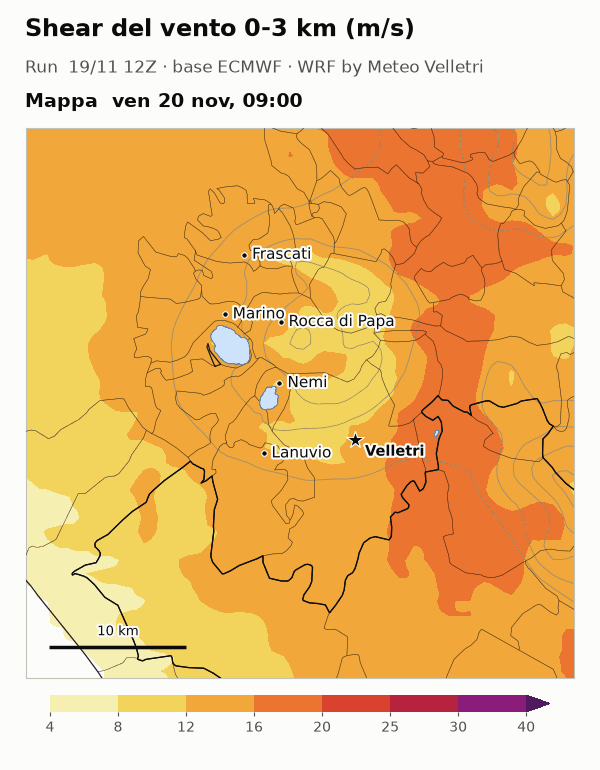 Shear del vento 0-3 km (m/s)
Run  19/11 12Z · base ECMWF · WRF by Meteo Velletri
Mappa  ven 20 nov, 09:00
Frascati
Marino
Rocca di Papa
Nemi
Velletri
Lanuvio
10 km
4 8 12 16 20 25 30 40